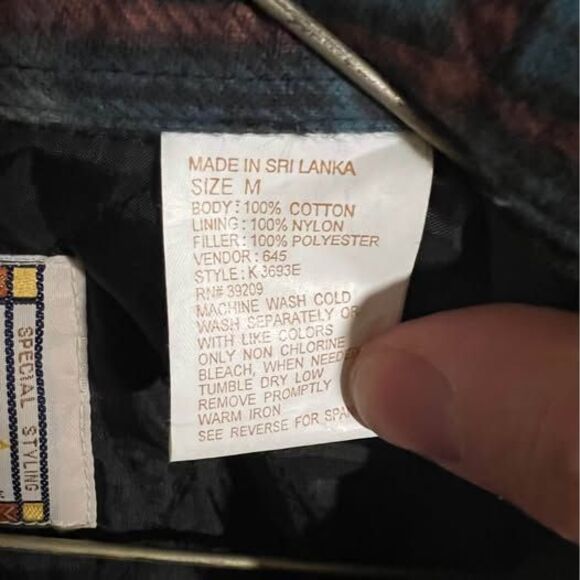 MADE IN SRI LANKA
SIZE M
BODY: 100% COTTON
LINING: 100% NYLON
FILLER: 100% POLYESTER
VENDOR: 645
STYLE: K3693E
RN# 39209
MACHINE WASH COLD
WASH SEPARATELY OR
WITH LIKE COLORS
ONLY NON CHLORINE
BLEACH, WHEN NEEDED
TUMBLE DRY LOW
REMOVE PROMPTLY
WARM IRON
SEE REVERSE FOR
SPECIAL STYLING